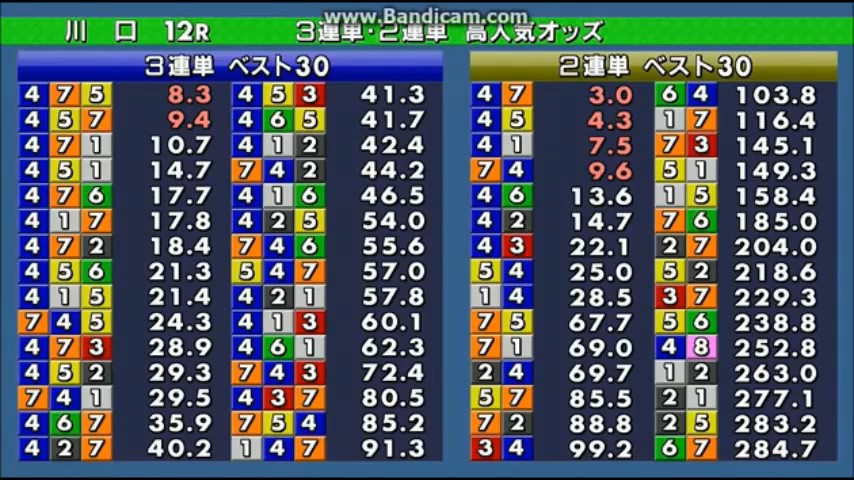 www.Bandicam.com
川 口 12R 3連単・2連単 高人気オッズ
3連単 ベスト30 2連単 ベスト30
4 7 5 8.3 4 5 3 41.3 4 7 3.0 6 4 103.8
4 5 7 9.4 4 6 5 41.7 4 5 4.3 1 7 116.4
4 7 1 10.7 4 1 2 42.4 4 1 7.5 7 3 145.1
4 5 1 14.7 7 4 2 44.2 7 4 9.6 5 1 149.3
4 7 6 17.7 4 1 6 46.5 4 6 13.6 1 5 158.4
4 1 7 17.8 4 2 5 54.0 4 2 14.7 7 6 185.0
4 7 2 18.4 7 4 6 55.6 4 3 22.1 2 7 204.0
4 5 6 21.3 5 4 7 57.0 5 4 25.0 5 2 218.6
4 1 5 21.4 4 2 1 57.8 1 4 28.5 3 7 229.3
7 4 5 24.3 4 1 3 60.1 7 5 67.7 5 6 238.8
4 7 3 28.9 4 6 1 62.3 7 1 69.0 4 8 252.8
4 5 2 29.3 7 4 3 72.4 2 4 69.7 1 2 263.0
7 4 1 29.5 4 3 7 80.5 5 7 85.5 2 1 277.1
4 6 7 35.9 7 5 4 85.2 7 2 88.8 2 5 283.2
4 2 7 40.2 1 4 7 91.3 3 4 99.2 6 7 284.7